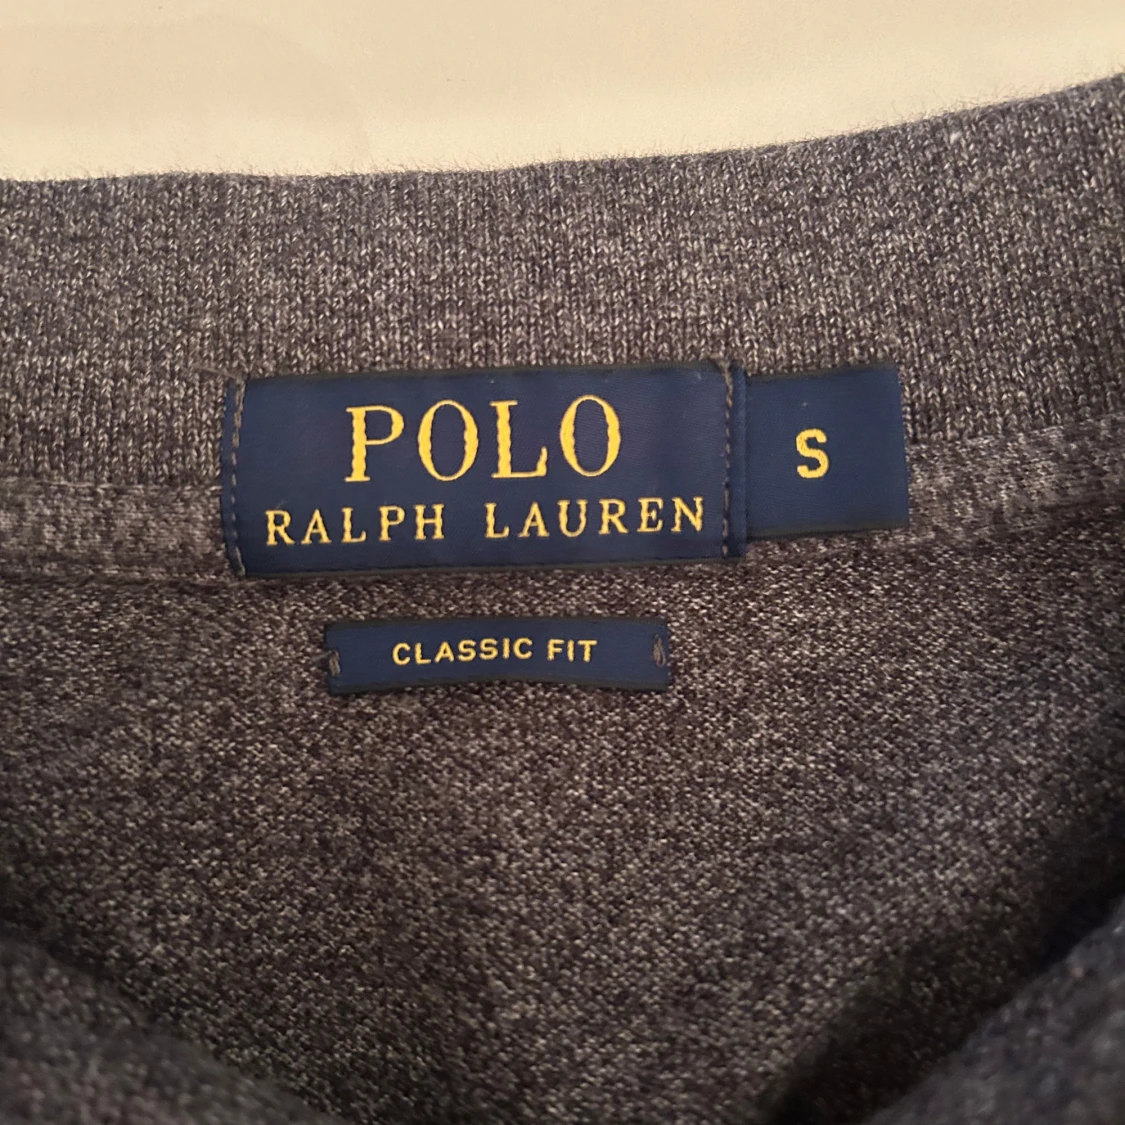 POLO
RALPH LAUREN
S
CLASSIC FIT